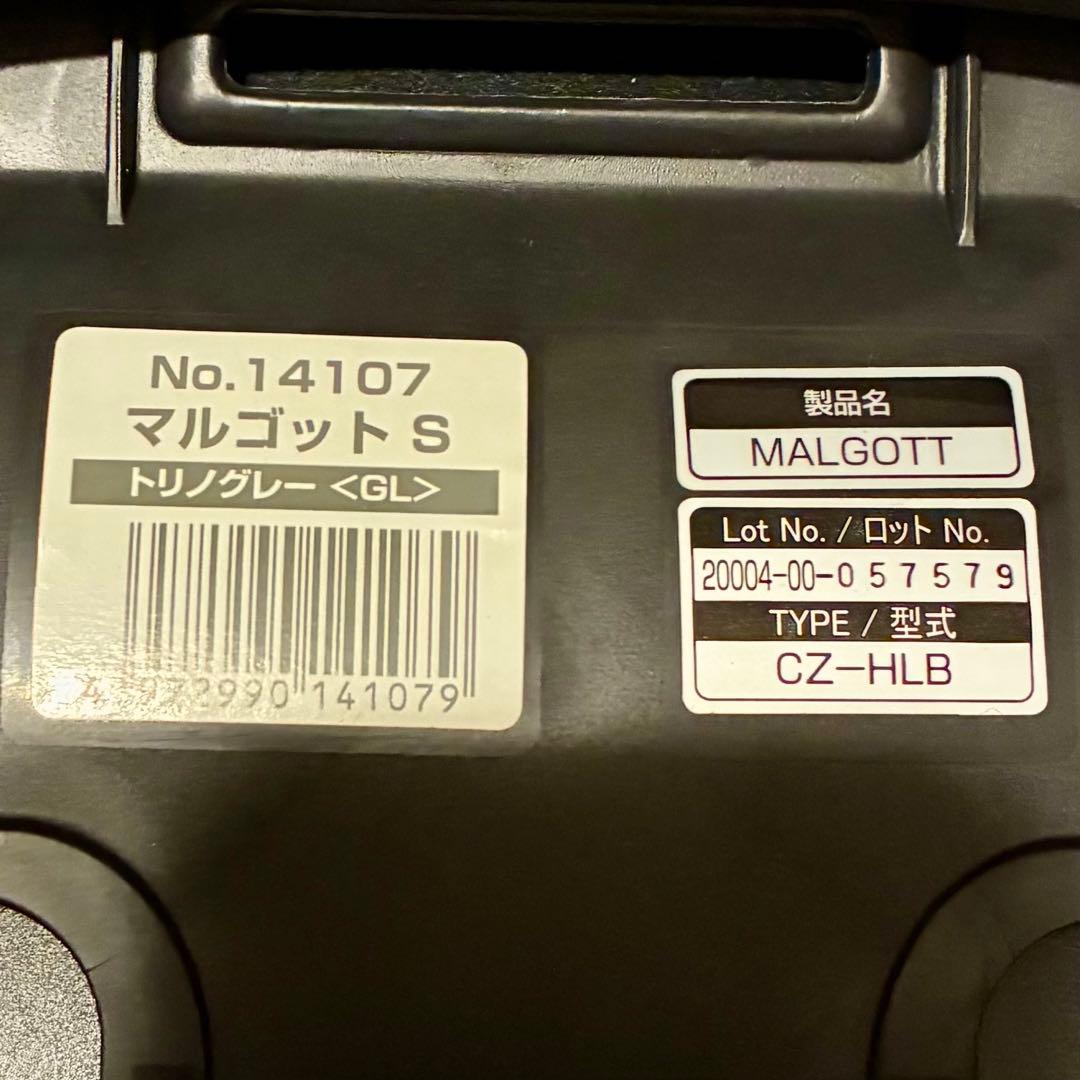 No.14107
マルゴット S
トリノグレー <GL>
990 141079
製品名
MALGOTT
Lot No. / ロット No.
20004-00-057579
TYPE / 型式
CZ-HLB